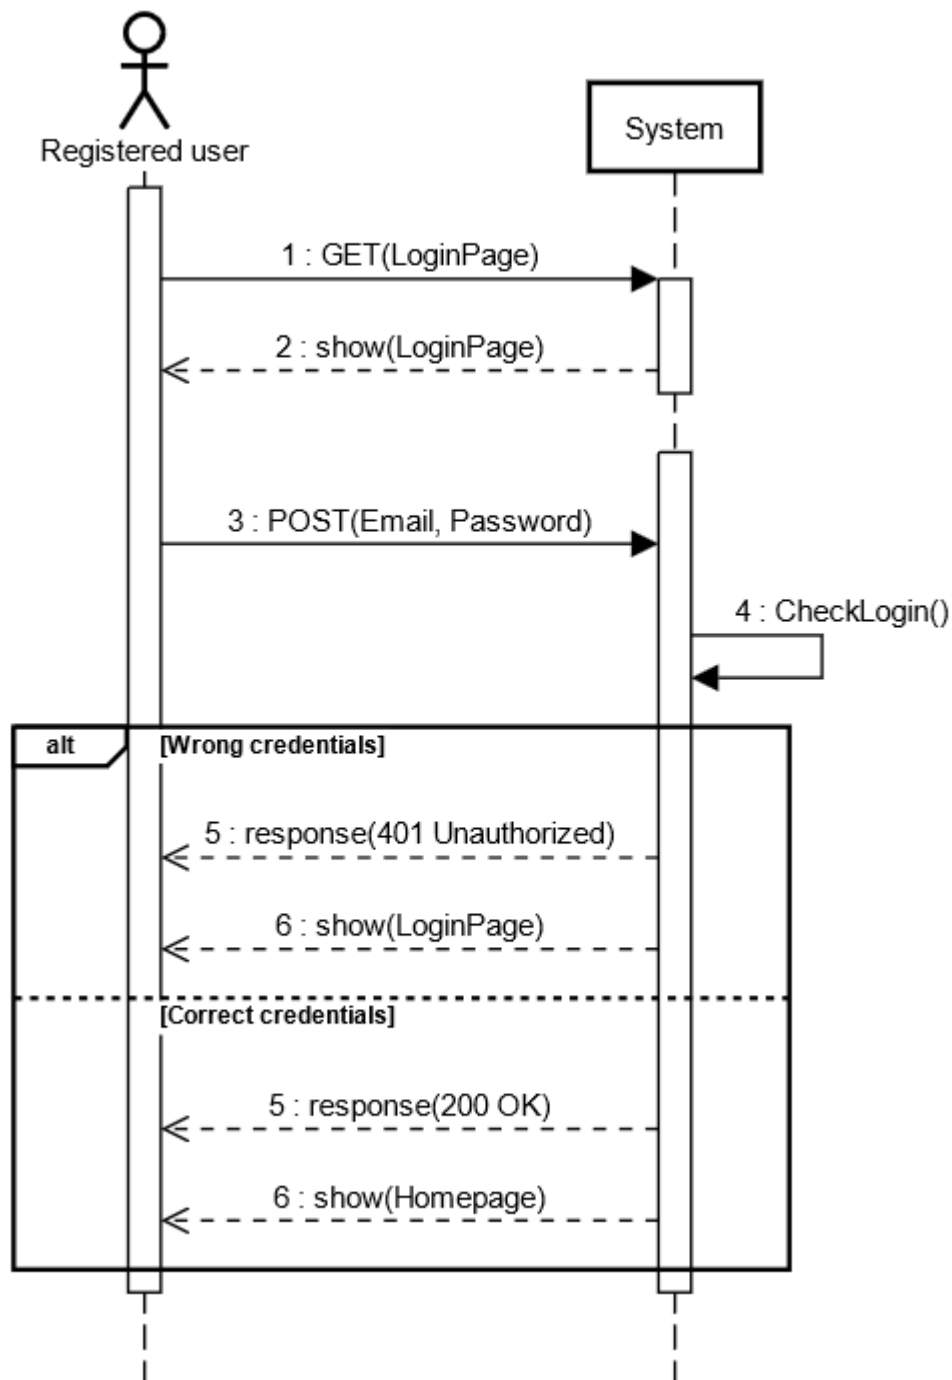 Registered user
System
1 : GET(LoginPage)
2 : show(LoginPage)
3 : POST(Email, Password)
4 : CheckLogin()
alt
[Wrong credentials]
5 : response(401 Unauthorized)
6 : show(LoginPage)
[Correct credentials]
5 : response(200 OK)
6 : show(Homepage)